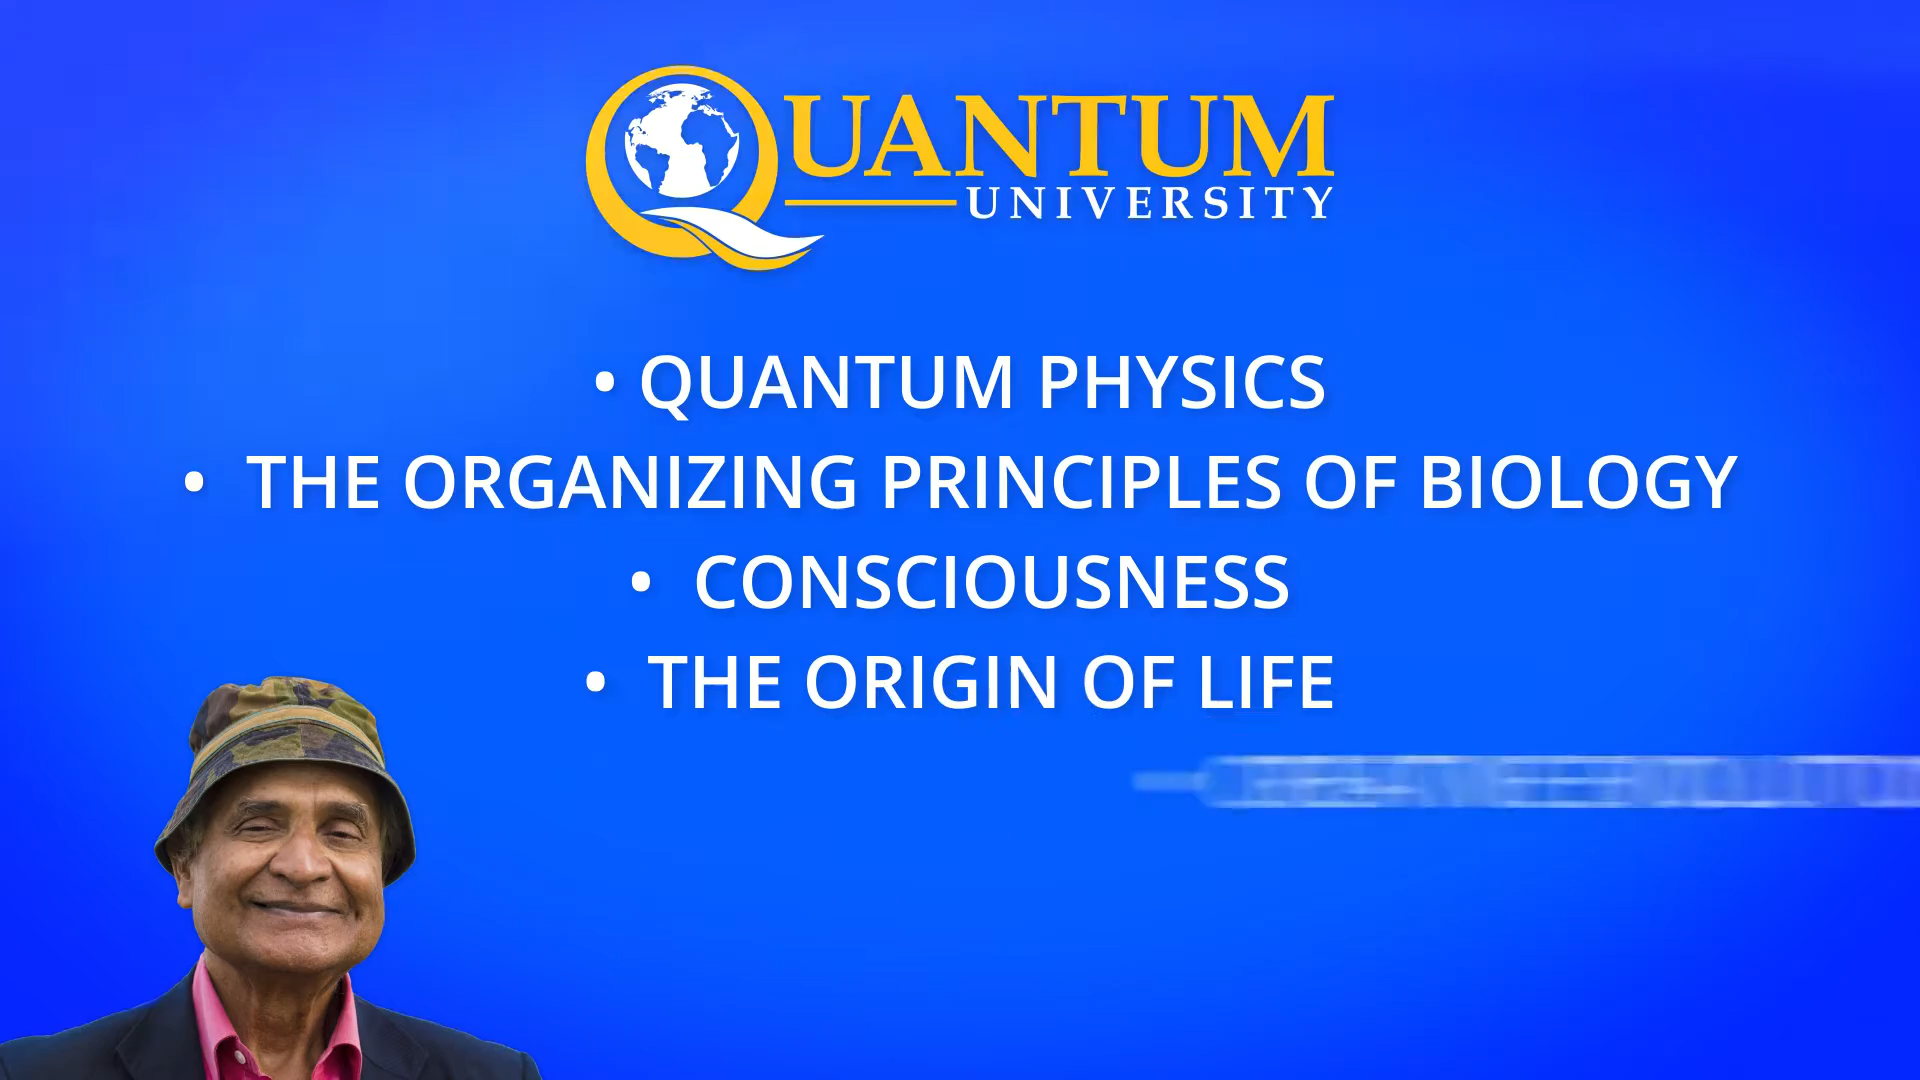 QUANTUM
UNIVERSITY
• QUANTUM PHYSICS
• THE ORGANIZING PRINCIPLES OF BIOLOGY
• CONSCIOUSNESS
• THE ORIGIN OF LIFE